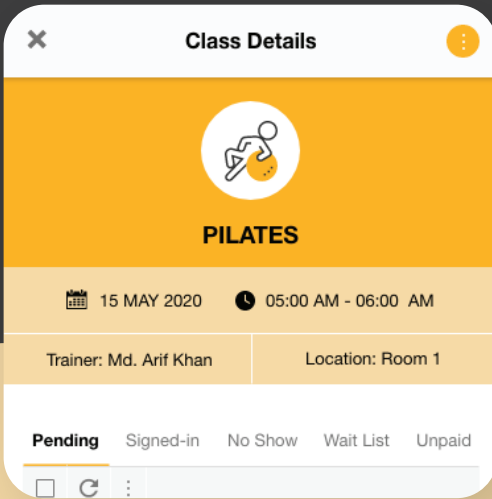 Class Details
PILATES
15 MAY 2020 05:00 AM - 06:00 AM
Trainer: Md. Arif Khan Location: Room 1
Pending Signed-in No Show Wait List Unpaid